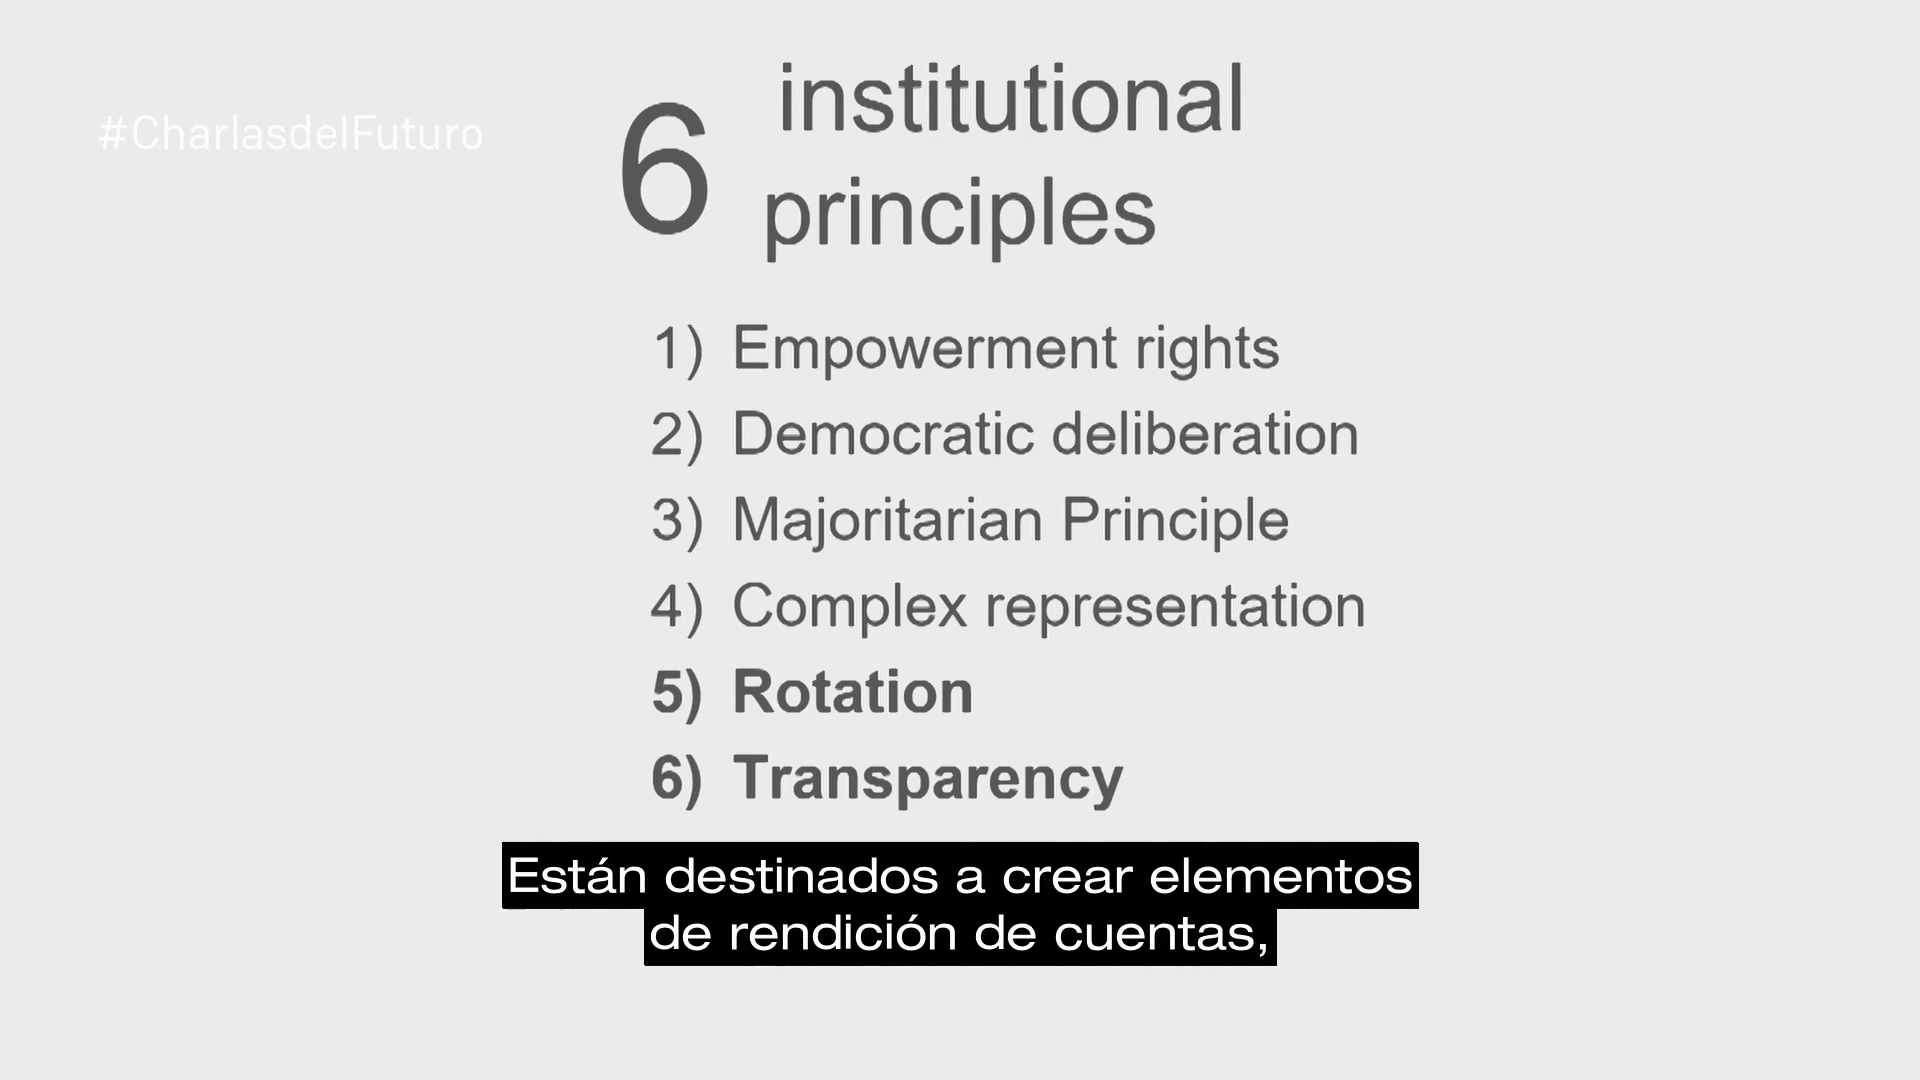 #CharlasdelFuturo
6 institutional
principles
1) Empowerment rights
2) Democratic deliberation
3) Majoritarian Principle
4) Complex representation
5) Rotation
6) Transparency
Están destinados a crear elementos
de rendición de cuentas,